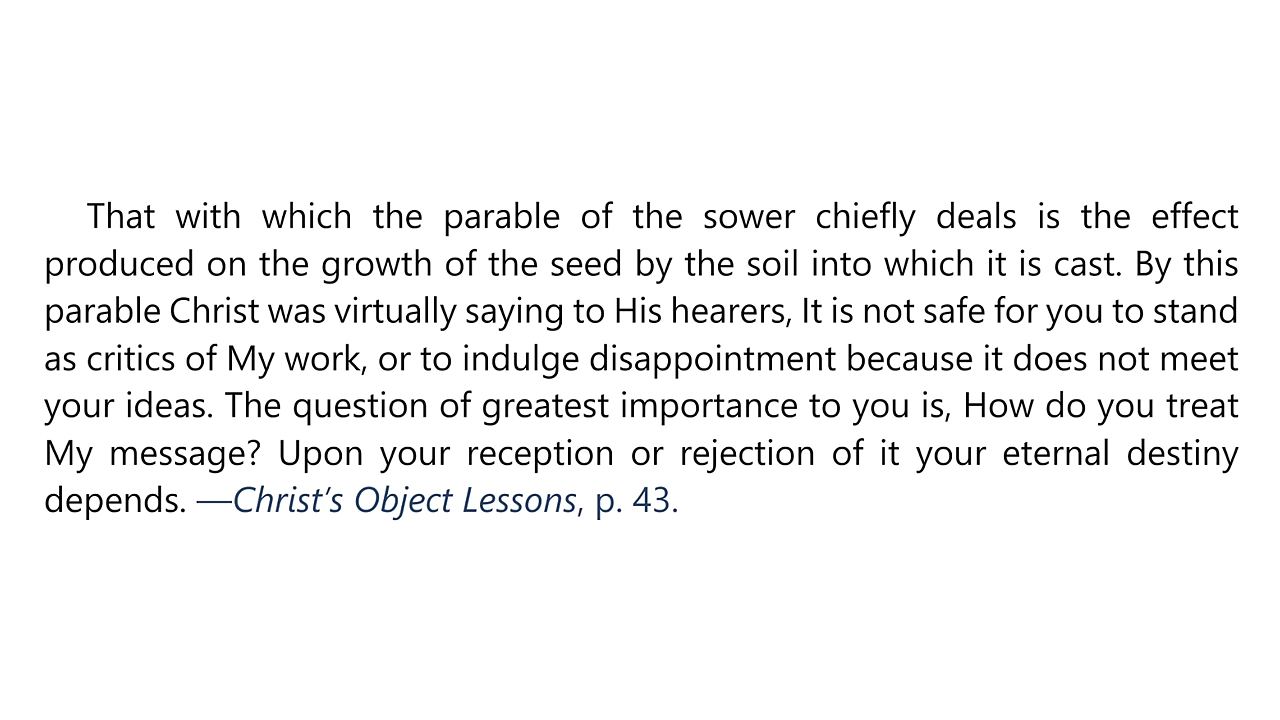 That with which the parable of the sower chiefly deals is the effect
produced on the growth of the seed by the soil into which it is cast. By this
parable Christ was virtually saying to His hearers, It is not safe for you to stand
as critics of My work, or to indulge disappointment because it does not meet
your ideas. The question of greatest importance to you is, How do you treat
My message? Upon your reception or rejection of it your eternal destiny
depends. —Christ’s Object Lessons, p. 43.